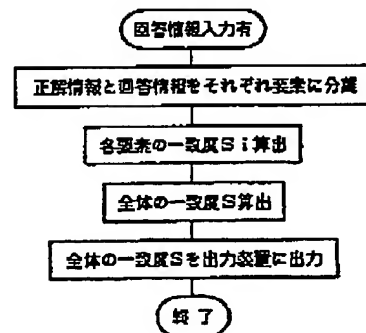 回答情報入力有
正解情報と回答情報をそれぞれ要素に分離
各要素の一致度Si算出
全体の一致度S算出
全体の一致度Sを出力装置に出力
終了